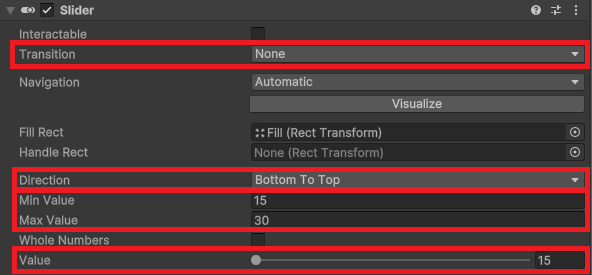 Slider
Interactable
Transition None
Navigation Automatic
Visualize
Fill Rect Fill (Rect Transform)
Handle Rect None (Rect Transform)
Direction Bottom To Top
Min Value 15
Max Value 30
Whole Numbers
Value 15